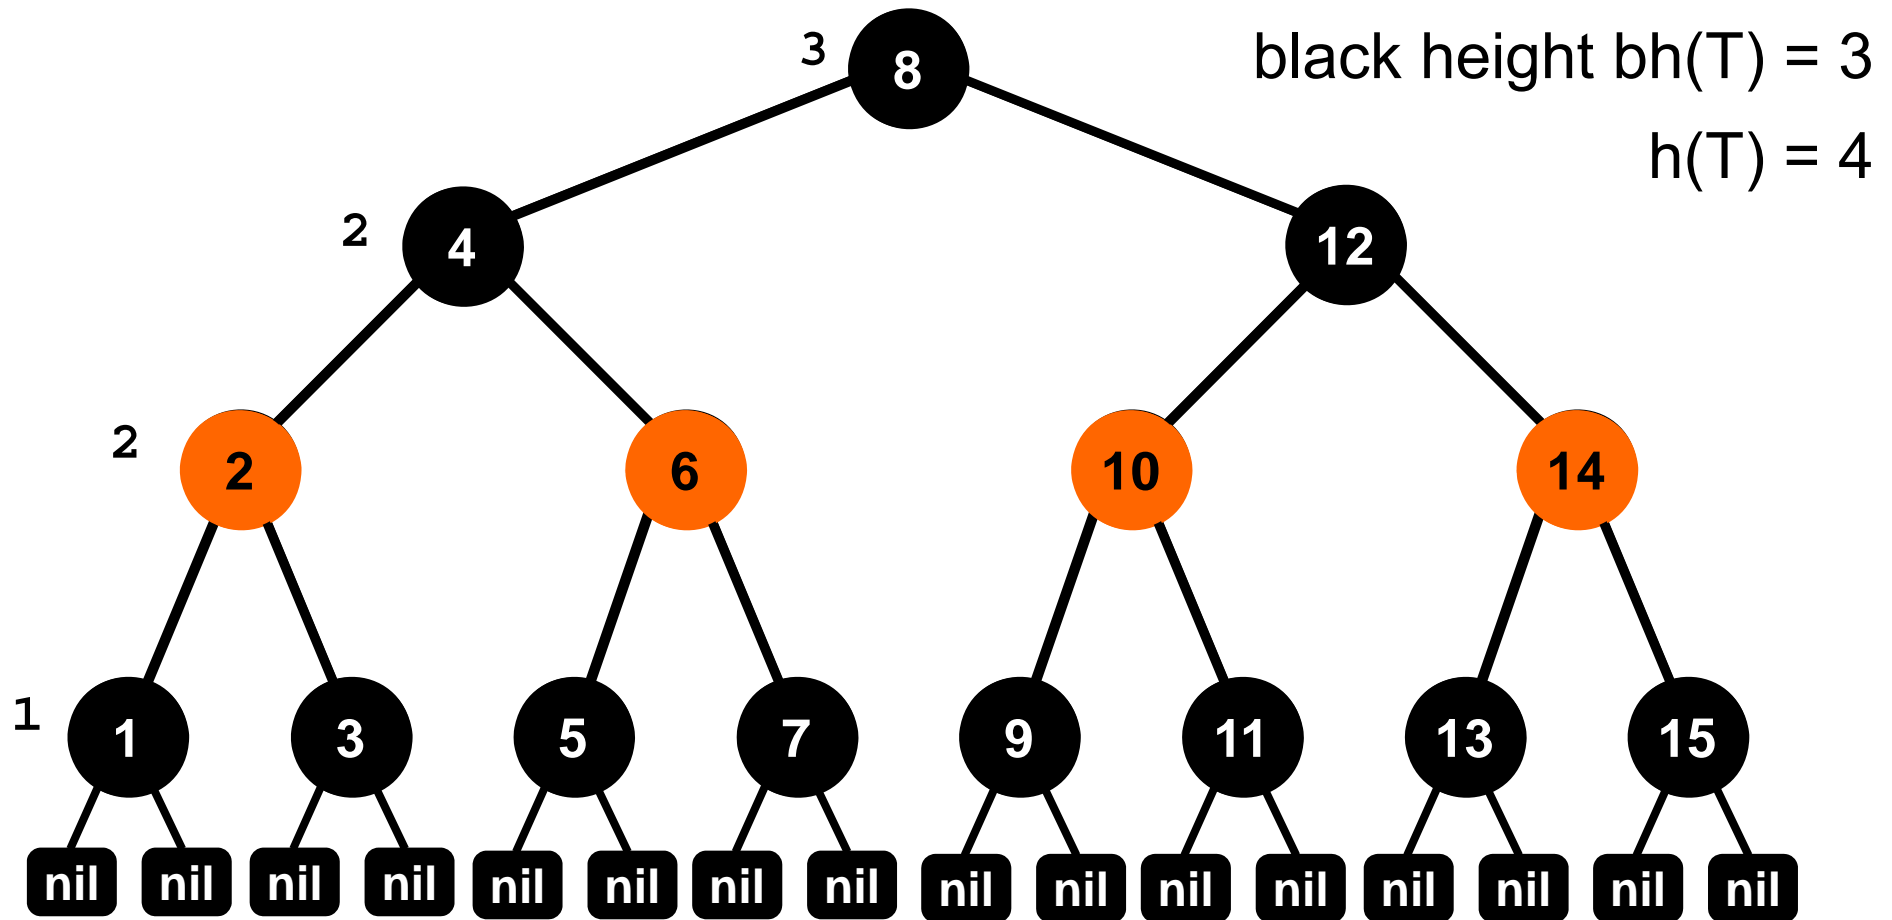 3 8 black height bh(T) = 3
h(T) = 4
2 4 12
2 2 6 10 14
1 1 3 5 7 9 11 13 15
nil nil nil nil nil nil nil nil nil nil nil nil nil nil nil nil